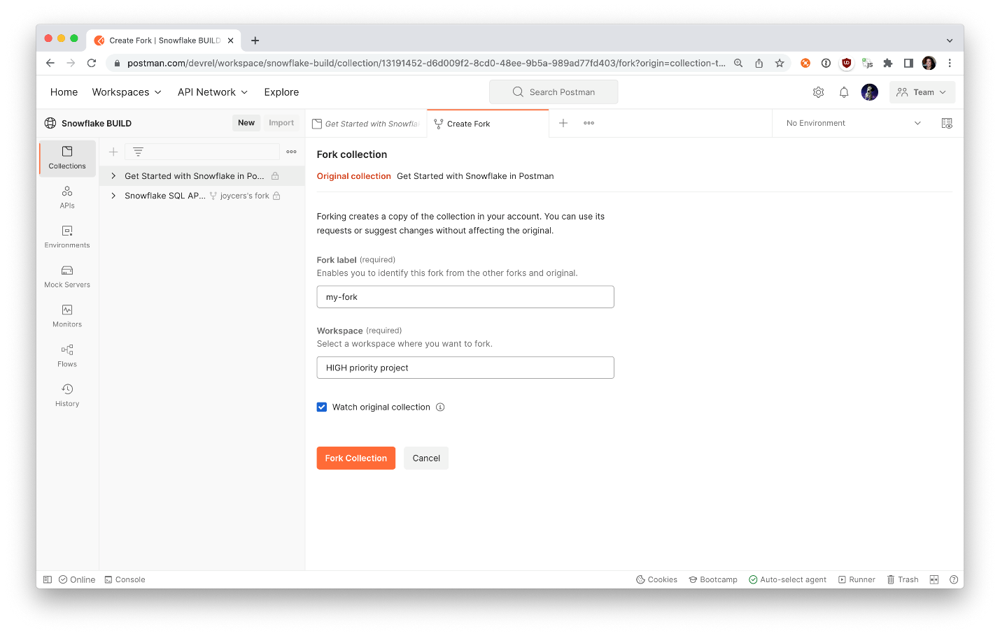 Create Fork | Snowflake BUILD
postman.com/devrel/workspace/snowflake-build/collection/13191452-d6d009f2-8cd0-48ee-9b5a-989ad77fd403/fork?origin=collection-t...
Home Workspaces API Network Explore Search Postman Team
Snowflake BUILD New Import Get Started with Snowfla Create Fork No Environment
Collections
APIs
Environments
Mock Servers
Monitors
Flows
History
Get Started with Snowflake in Po...
Snowflake SQL AP... joycers's fork
Fork collection
Original collection Get Started with Snowflake in Postman
Forking creates a copy of the collection in your account. You can use its
requests or suggest changes without affecting the original.
Fork label (required)
Enables you to identify this fork from the other forks and original.
my-fork
Workspace (required)
Select a workspace where you want to fork.
HIGH priority project
Watch original collection
Fork Collection Cancel
Online Console Cookies Bootcamp Auto-select agent Runner Trash